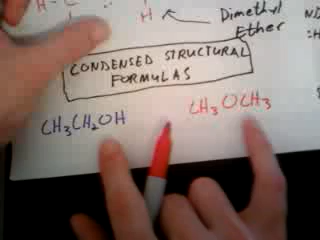 H
H
Dimethyl
Ether
CONDENSED STRUCTURAL
FORMULAS
CH3CH2OH
CH3OCH3